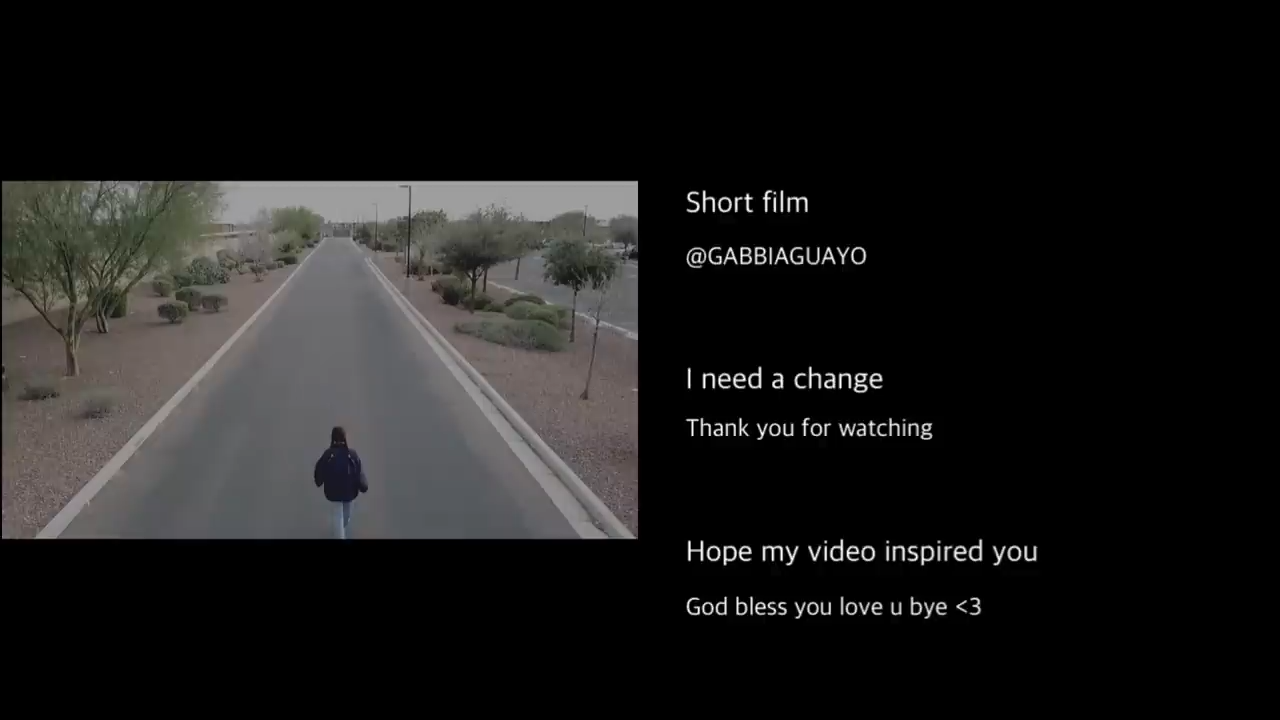 Short film
@GABBIAGUAYO
I need a change
Thank you for watching
Hope my video inspired you
God bless you love u bye <3